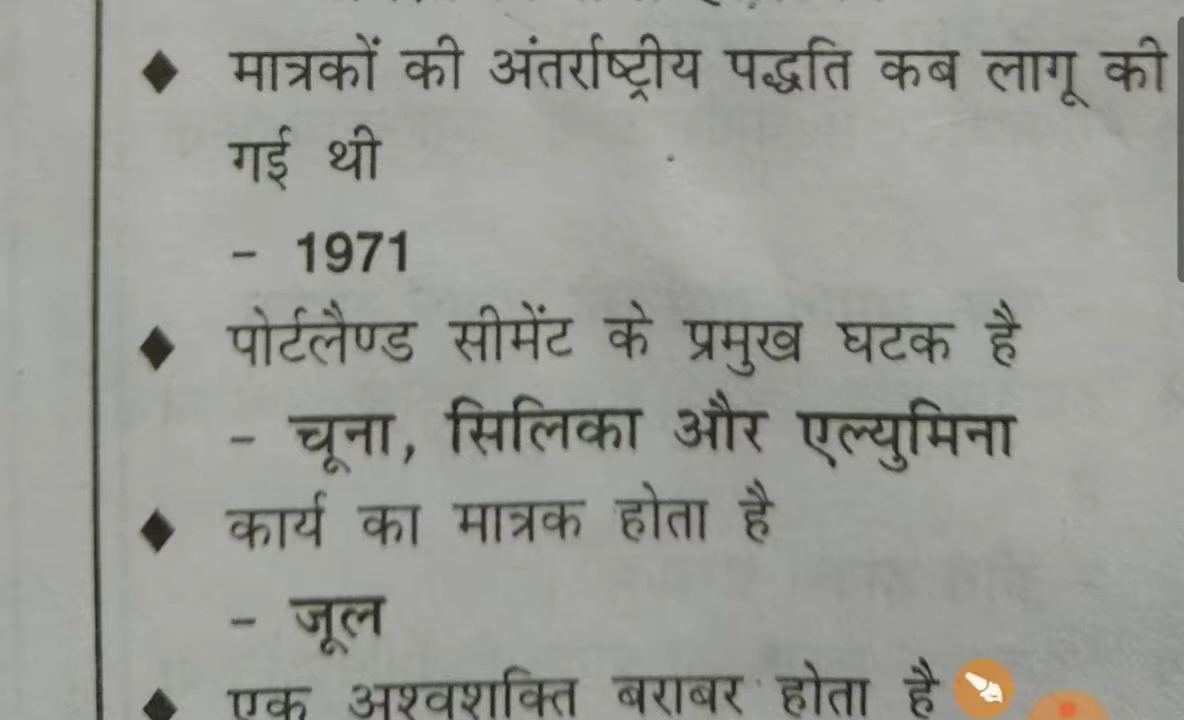 ◆ मात्रकों की अंतर्राष्ट्रीय पद्धति कब लागू की
गई थी
– 1971
◆ पोर्टलैण्ड सीमेंट के प्रमुख घटक है
– चूना, सिलिका और एल्युमिना
◆ कार्य का मात्रक होता है
– जूल
◆ एक अश्वशक्ति बराबर होता है